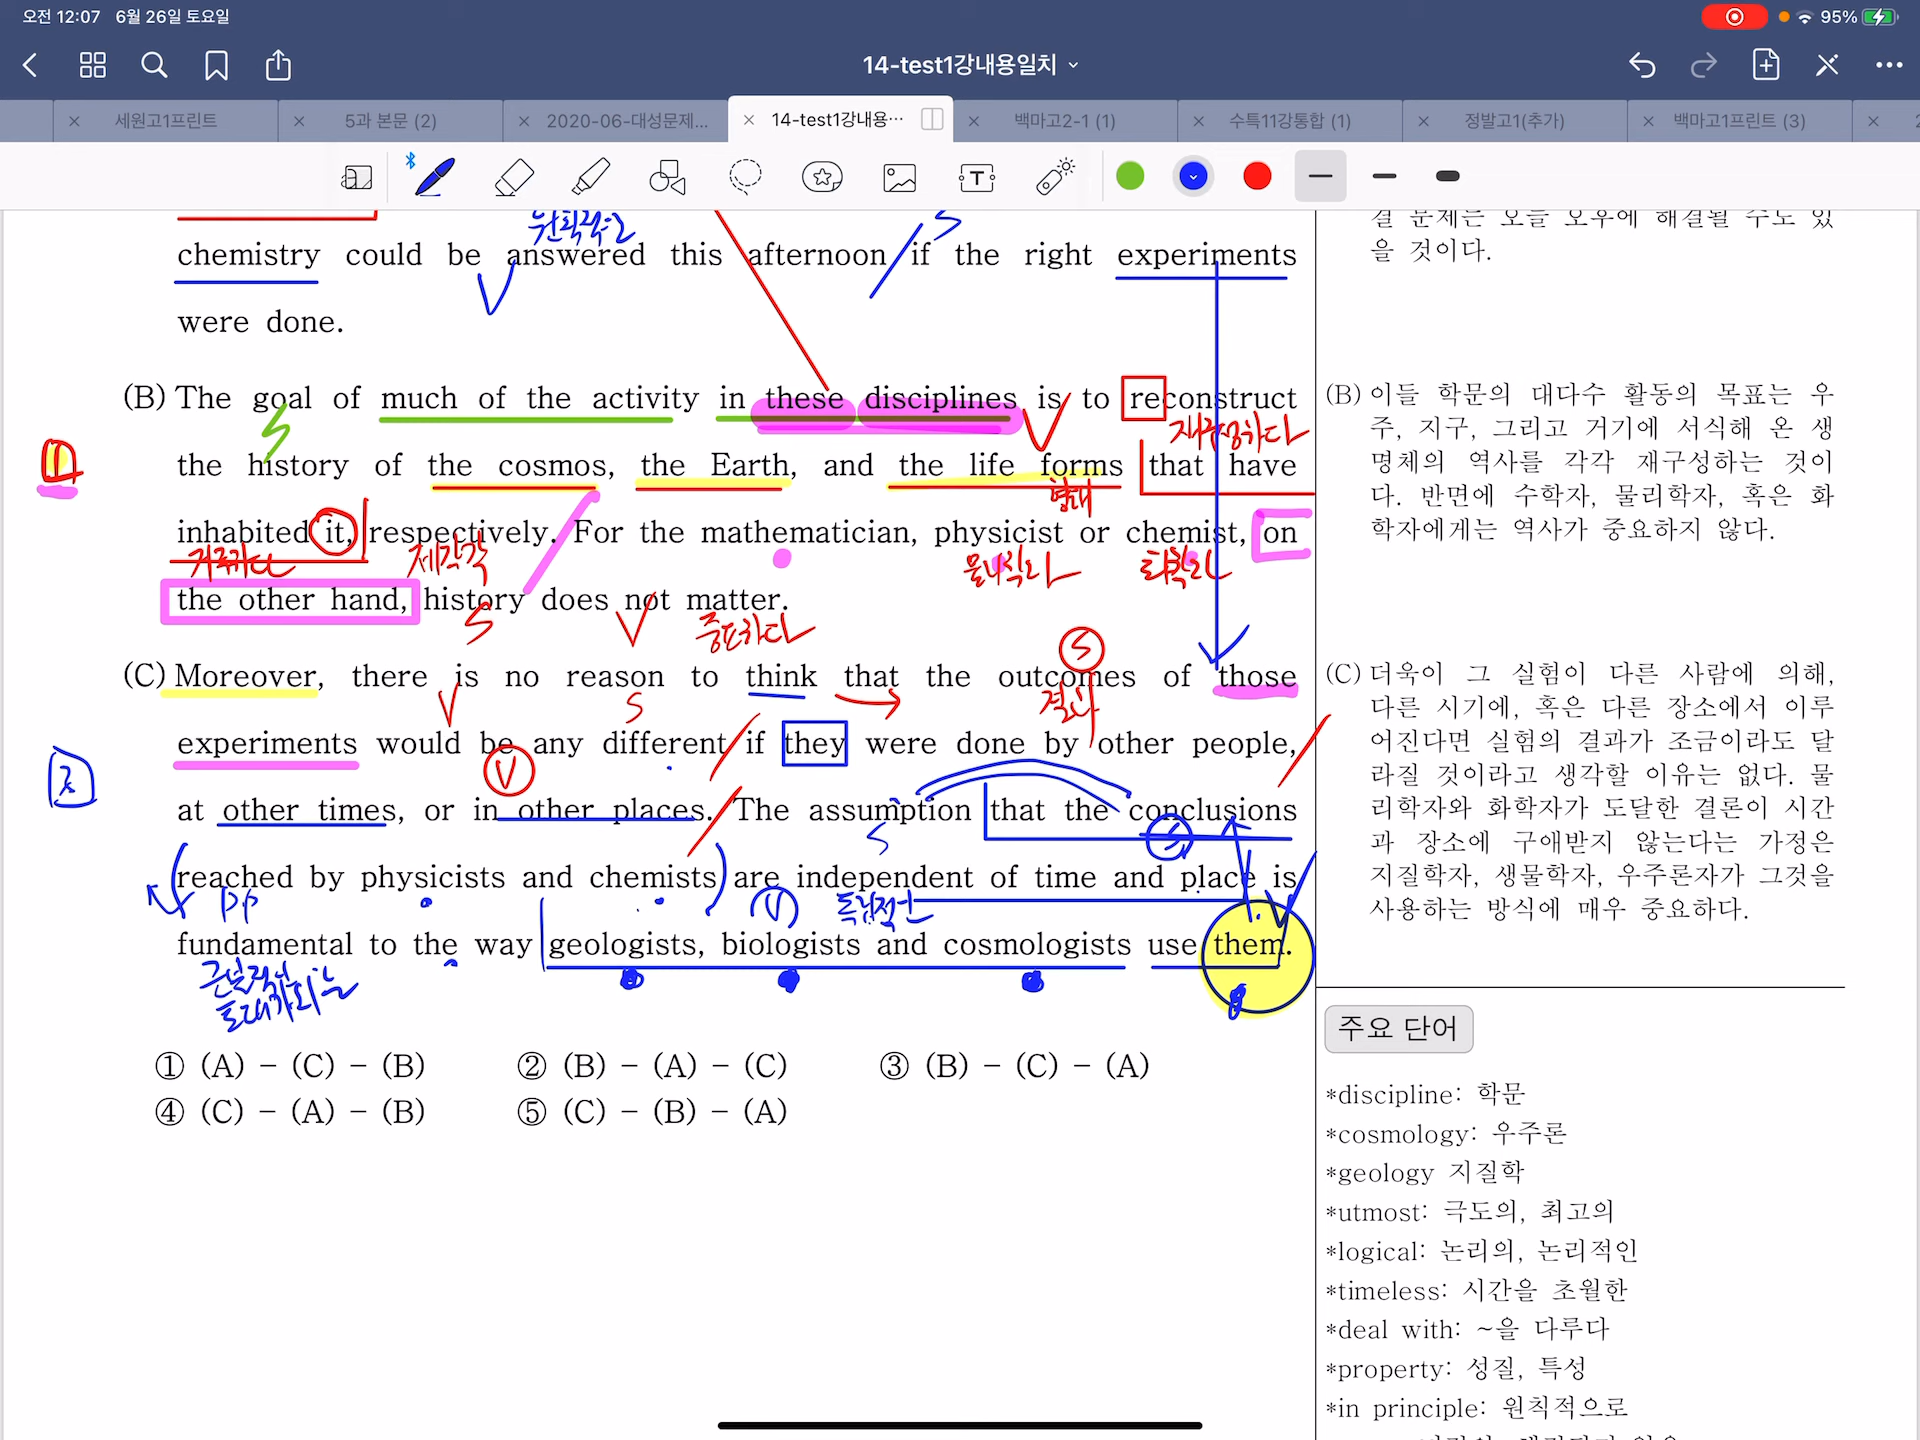 오전 12:07 6월 26일 토요일
95%
14-test1강내용일치
세원고1프린트
5과 본문 (2)
2020-06-대성문제...
14-test1강내용...
백마고2-1 (1)
수특11강통합 (1)
정발고1(추가)
백마고1프린트 (3)
chemistry could be answered this afternoon if the right experiments
were done.
(B) The goal of much of the activity in these disciplines is to reconstruct
재구성하다
the history of the cosmos, the Earth, and the life forms that have
형태
inhabited it, respectively. For the mathematician, physicist or chemist, on
거주하다 제각각 물리학자 화학자
the other hand, history does not matter.
S V 중요하다
(C) Moreover, there is no reason to think that the outcomes of those
V S 결과 S
experiments would be any different if they were done by other people,
V
at other times, or in other places. The assumption that the conclusions
S S
reached by physicists and chemists are independent of time and place is
pp V 독립적인
fundamental to the way geologists, biologists and cosmologists use them.
① (A) - (C) - (B) ② (B) - (A) - (C) ③ (B) - (C) - (A)
④ (C) - (A) - (B) ⑤ (C) - (B) - (A)
결 문제는 오늘 오후에 해결될 수도 있
을 것이다.
(B) 이들 학문의 대다수 활동의 목표는 우
주, 지구, 그리고 거기에 서식해 온 생
명체의 역사를 각각 재구성하는 것이
다. 반면에 수학자, 물리학자, 혹은 화
학자에게는 역사가 중요하지 않다.
(C) 더욱이 그 실험이 다른 사람에 의해,
다른 시기에, 혹은 다른 장소에서 이루
어진다면 실험의 결과가 조금이라도 달
라질 것이라고 생각할 이유는 없다. 물
리학자와 화학자가 도달한 결론이 시간
과 장소에 구애받지 않는다는 가정은
지질학자, 생물학자, 우주론자가 그것을
사용하는 방식에 매우 중요하다.
주요 단어
*discipline: 학문
*cosmology: 우주론
*geology 지질학
*utmost: 극도의, 최고의
*logical: 논리의, 논리적인
*timeless: 시간을 초월한
*deal with: ~을 다루다
*property: 성질, 특성
*in principle: 원칙적으로